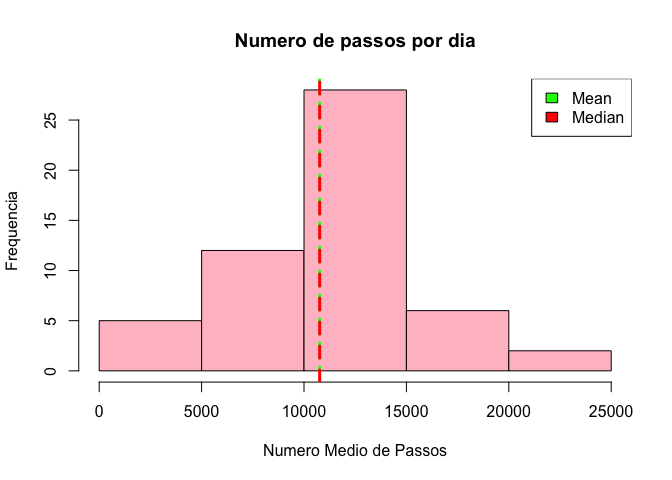 Numero de passos por dia
Mean
Median
Frequencia
25
20
15
10
5
0
0 5000 10000 15000 20000 25000
Numero Medio de Passos